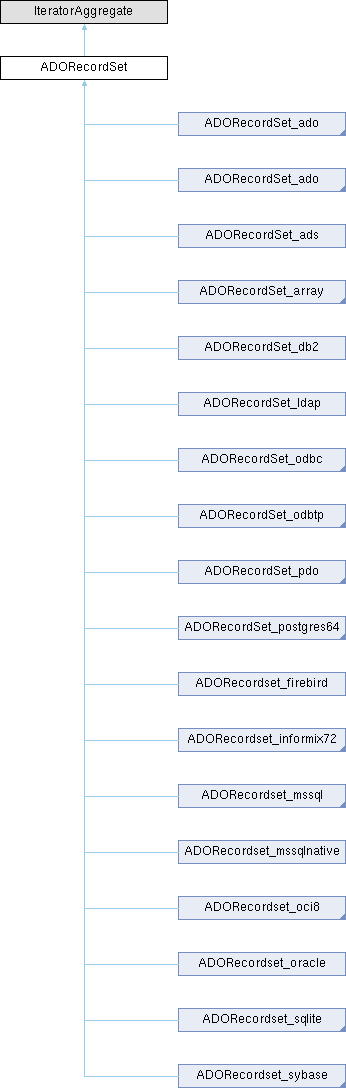 IteratorAggregate
ADORecordSet
ADORecordSet_ado
ADORecordSet_ado
ADORecordSet_ads
ADORecordSet_array
ADORecordSet_db2
ADORecordSet_ldap
ADORecordSet_odbc
ADORecordSet_odbtp
ADORecordSet_pdo
ADORecordSet_postgres64
ADORecordset_firebird
ADORecordset_informix72
ADORecordset_mssql
ADORecordset_mssqlnative
ADORecordset_oci8
ADORecordset_oracle
ADORecordset_sqlite
ADORecordset_sybase